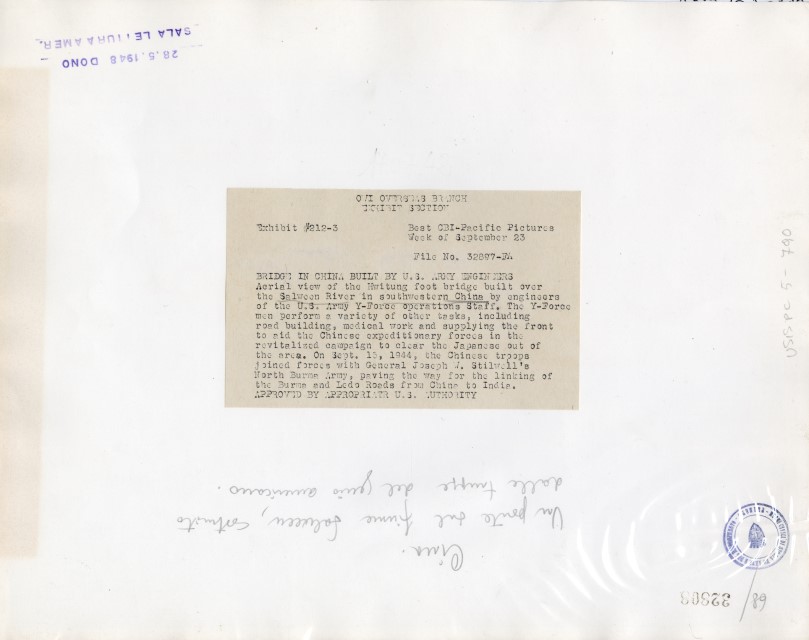 SALA LETTURA AMER.
28.5.1948 DONO
OWI OVERSEAS BRANCH
EXHIBIT SECTION
Exhibit #212-3
Best CBI-Pacific Pictures
Week of September 23
File No. 32897-FA
BRIDGE IN CHINA BUILT BY U.S. ARMY ENGINEERS
Aerial view of the Hwitung foot bridge built over
the Salween River in southwestern China by engineers
of the U.S. Army Y-Force operations Staff. The Y-Force
men perform a variety of other tasks, including
road building, medical work and supplying the front
to aid the Chinese expeditionary forces in the
revitalized campaign to clear the Japanese out of
the area. On Sept. 15, 1944, the Chinese troops
joined forces with General Joseph W. Stilwell's
North Burma Army, paving the way for the linking of
the Burma and Ledo Roads from China to India.
APPROVED BY APPROPRIATE U.S. AUTHORITY
Cina.
Un ponte sul fiume Salween, costruito
dalle truppe del genio americano.
USIS PC 5 - 790
68/
32808